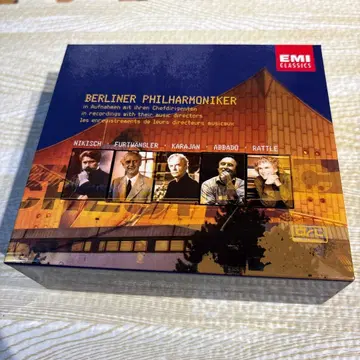 EMI
CLASSICS
BERLINER PHILHARMONIKER
in Aufnahmen mit ihren Chefdirigenten
in recordings with their music directors
les enregistrements de leurs directeurs musicaux
NIKISCH · FURTWÄNGLER · KARAJAN · ABBADO · RATTLE